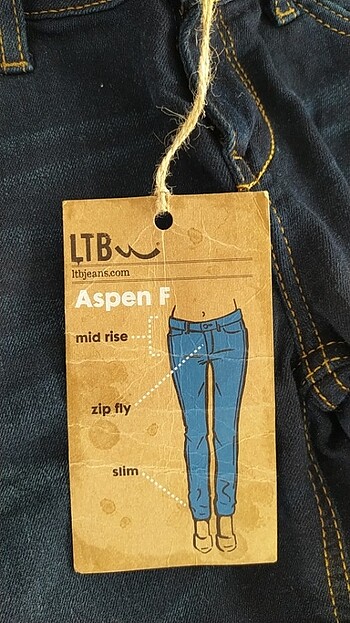 LTB
ltbjeans.com
Aspen F
mid rise
zip fly
slim